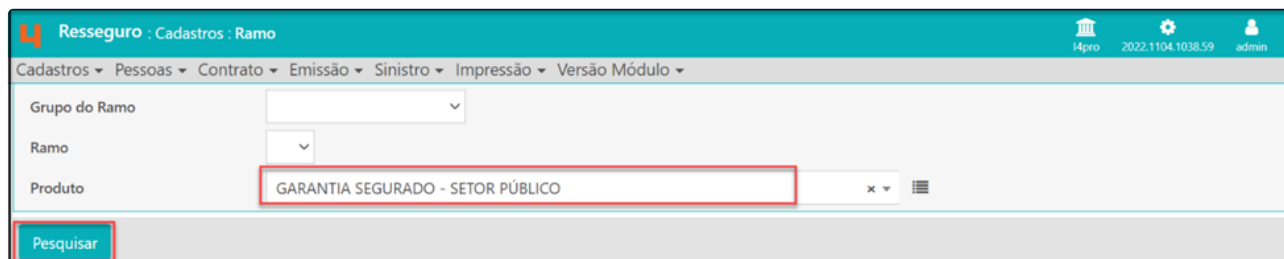 Resseguro : Cadastros : Ramo
I4pro 2022.1104.1038.59 admin
Cadastros Pessoas Contrato Emissão Sinistro Impressão Versão Módulo
Grupo do Ramo
Ramo
Produto GARANTIA SEGURADO - SETOR PÚBLICO
Pesquisar